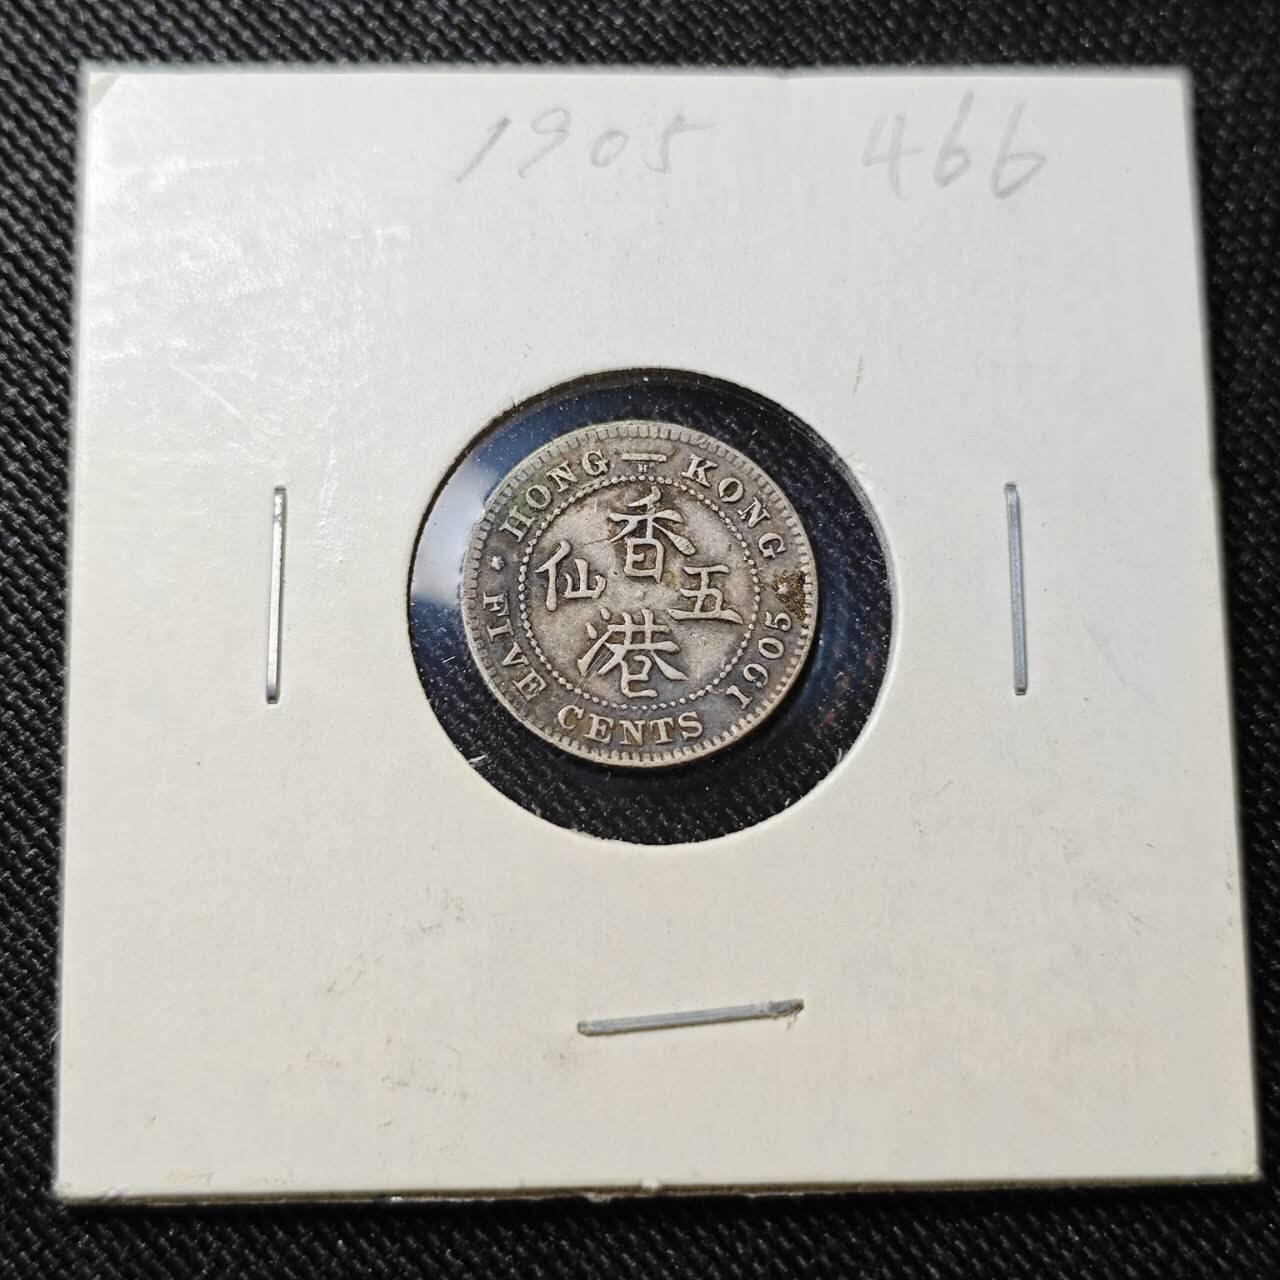 1905 466
HONG — KONG
H
香
仙 五
港
FIVE CENTS 1905